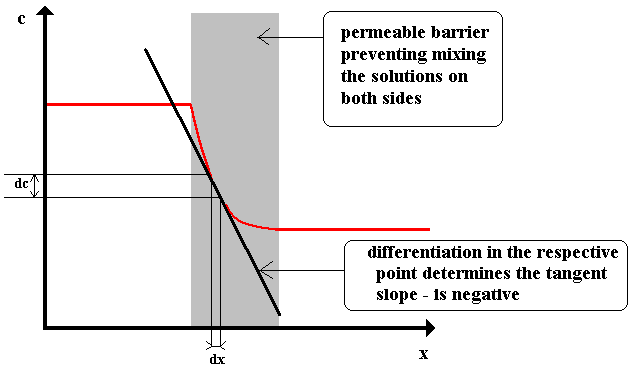 c
permeable barrier
preventing mixing
the solutions on
both sides
dc
differentiation in the respective
point determines the tangent
slope - is negative
x
dx